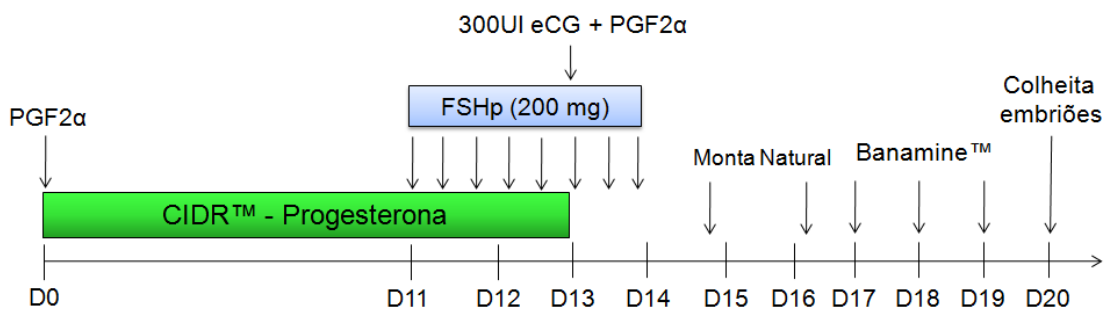 300UI eCG + PGF2α
PGF2α
FSHp (200 mg)
Colheita
embriões
Monta Natural
Banamine™
CIDR™ - Progesterona
D0
D11
D12
D13
D14
D15
D16
D17
D18
D19
D20